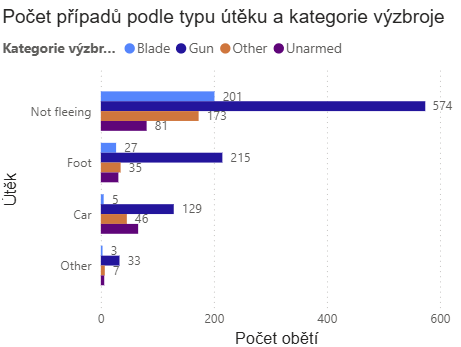 Počet případů podle typu útěku a kategorie výzbroje
Kategorie výzbr... Blade Gun Other Unarmed
Not fleeing
201
574
173
81
Foot
27
215
35
Car
5
129
46
Other
3
33
7
Útěk
0 200 400 600
Počet obětí